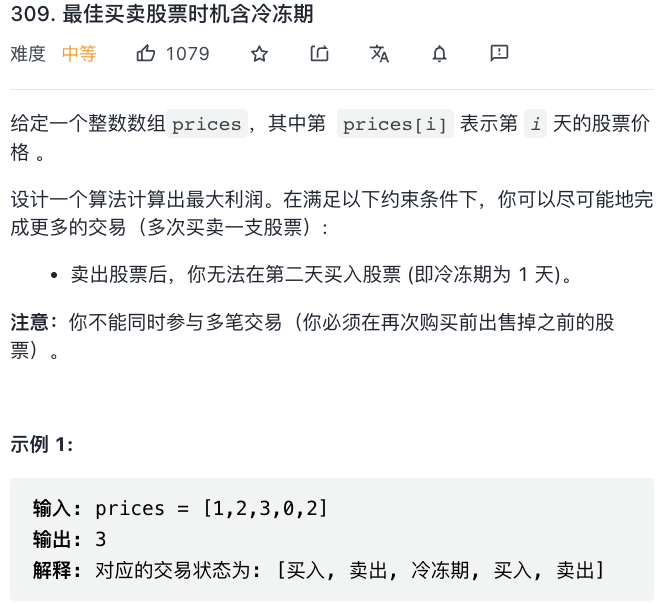 309. 最佳买卖股票时机含冷冻期
难度 中等 1079
给定一个整数数组 prices ，其中第 prices[i] 表示第 i 天的股票价
格 。
设计一个算法计算出最大利润。在满足以下约束条件下，你可以尽可能地完
成更多的交易（多次买卖一支股票）:
• 卖出股票后，你无法在第二天买入股票 (即冷冻期为 1 天)。
注意：你不能同时参与多笔交易（你必须在再次购买前出售掉之前的股
票）。
示例 1:
输入: prices = [1,2,3,0,2]
输出: 3
解释: 对应的交易状态为: [买入, 卖出, 冷冻期, 买入, 卖出]